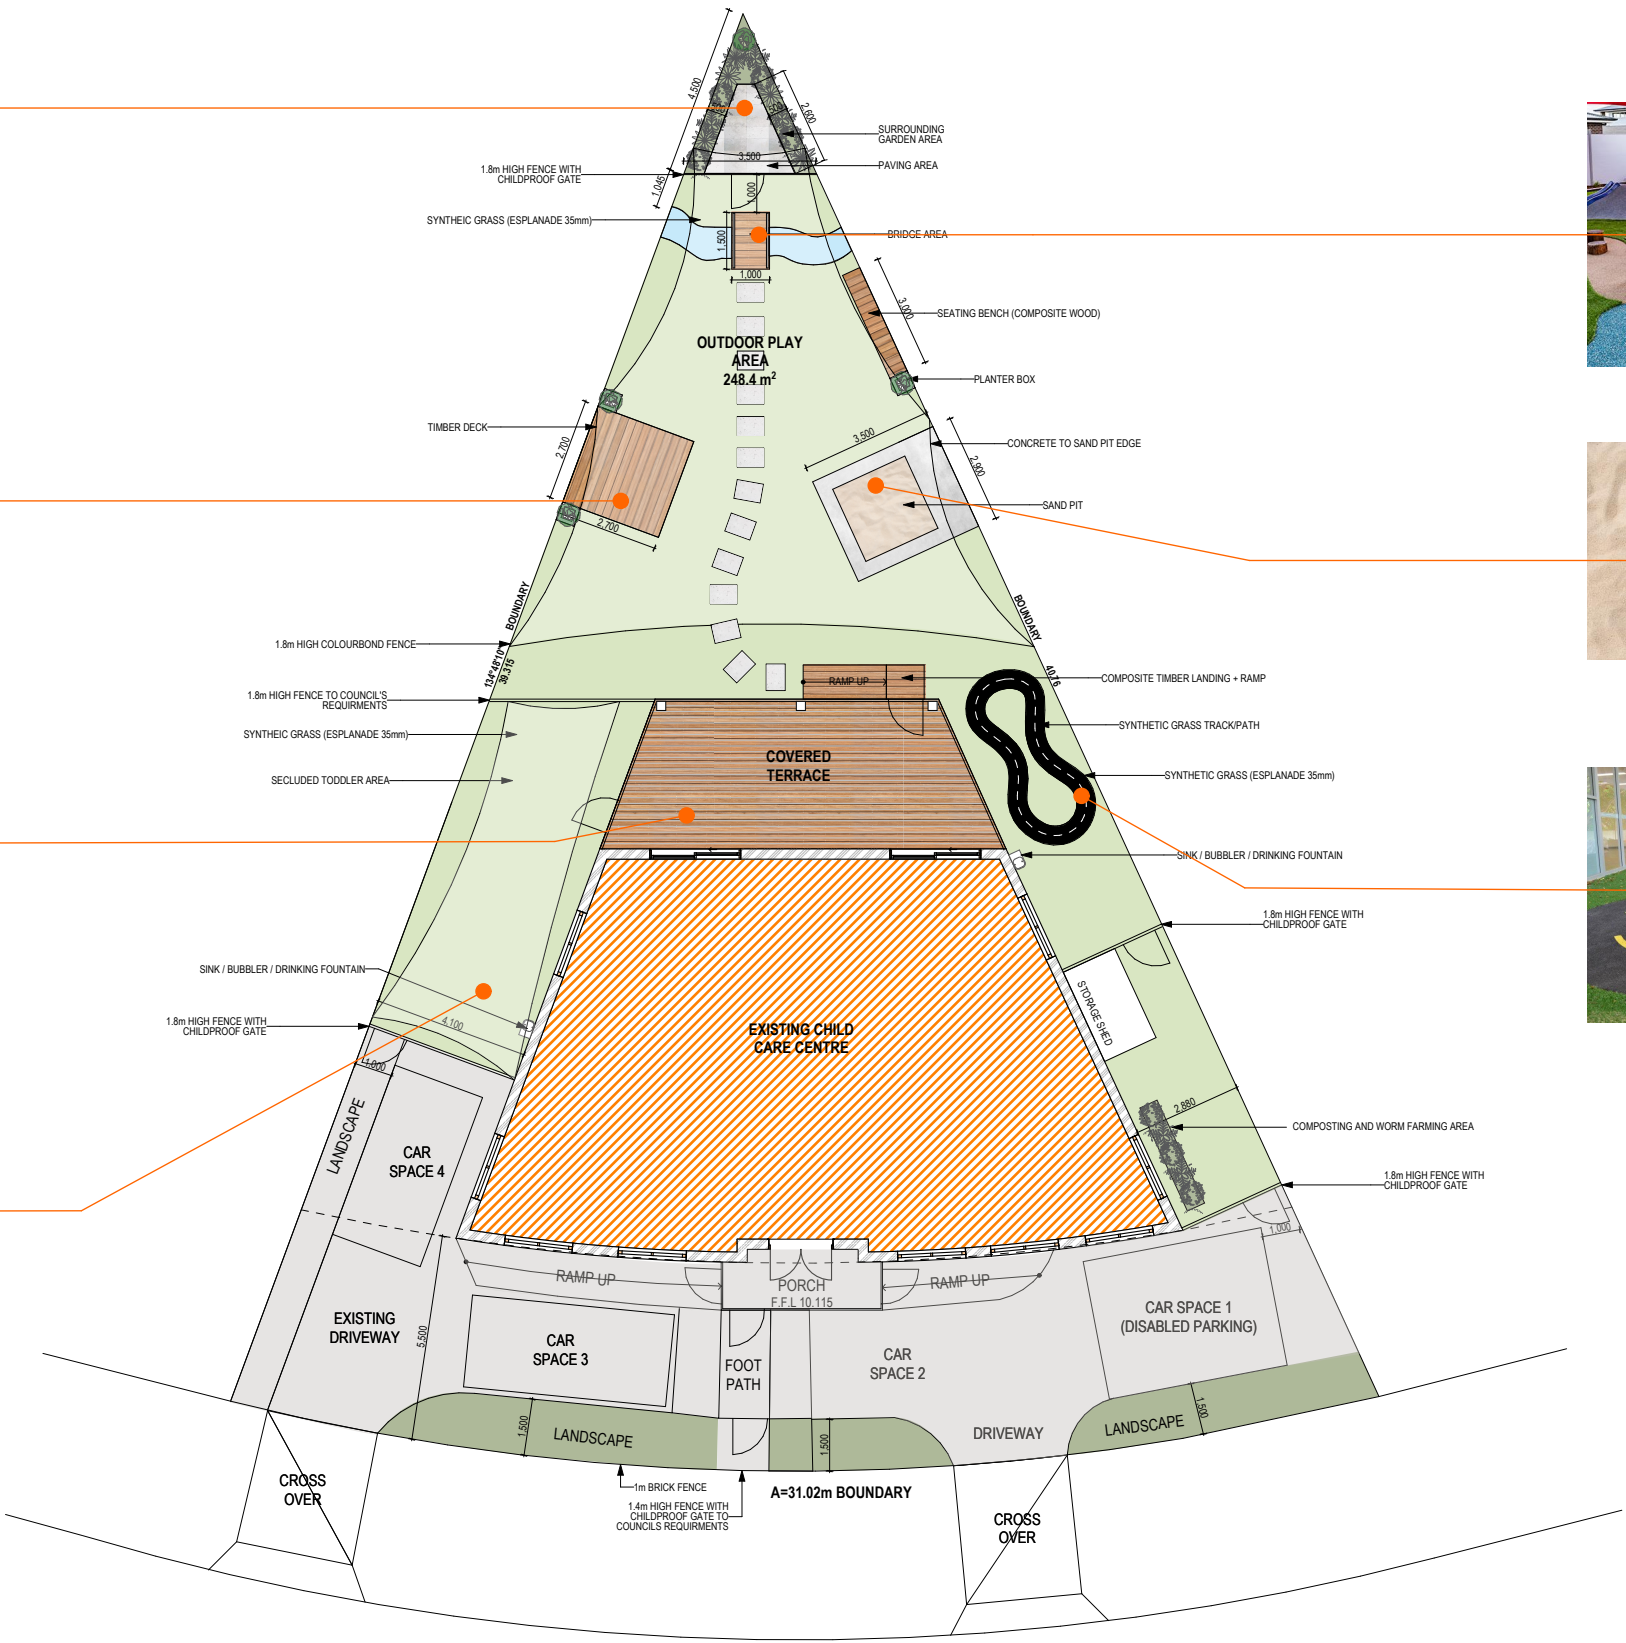 4,500
2,600
SURROUNDING
GARDEN AREA
3,500
PAVING AREA
1.8m HIGH FENCE WITH
CHILDPROOF GATE
1,045
1,000
SYNTHEIC GRASS (ESPLANADE 35mm)
1,500
BRIDGE AREA
1,000
3,000
SEATING BENCH (COMPOSITE WOOD)
OUTDOOR PLAY
AREA
248.4 m²
PLANTER BOX
TIMBER DECK
2,700
3,500
CONCRETE TO SAND PIT EDGE
2,900
SAND PIT
2,700
BOUNDARY
BOUNDARY
1.8m HIGH COLOURBOND FENCE
134°48'10"
39.315
40.76
1.8m HIGH FENCE TO COUNCIL'S
REQUIRMENTS
RAMP UP
COMPOSITE TIMBER LANDING + RAMP
SYNTHETIC GRASS TRACK/PATH
SYNTHEIC GRASS (ESPLANADE 35mm)
COVERED
TERRACE
SECLUDED TODDLER AREA
SYNTHETIC GRASS (ESPLANADE 35mm)
SINK / BUBBLER / DRINKING FOUNTAIN
1.8m HIGH FENCE WITH
CHILDPROOF GATE
SINK / BUBBLER / DRINKING FOUNTAIN
STORAGE SHED
1.8m HIGH FENCE WITH
CHILDPROOF GATE
4,100
EXISTING CHILD
CARE CENTRE
1,000
2,880
COMPOSTING AND WORM FARMING AREA
LANDSCAPE
CAR
SPACE 4
1.8m HIGH FENCE WITH
CHILDPROOF GATE
1,000
RAMP UP
PORCH
F.F.L 10.115
RAMP UP
EXISTING
DRIVEWAY
5,500
CAR
SPACE 3
FOOT
PATH
CAR
SPACE 2
CAR SPACE 1
(DISABLED PARKING)
1,500
LANDSCAPE
1,500
DRIVEWAY
LANDSCAPE
1,500
CROSS
OVER
1m BRICK FENCE
A=31.02m BOUNDARY
1.4m HIGH FENCE WITH
CHILDPROOF GATE TO
COUNCILS REQUIRMENTS
CROSS
OVER